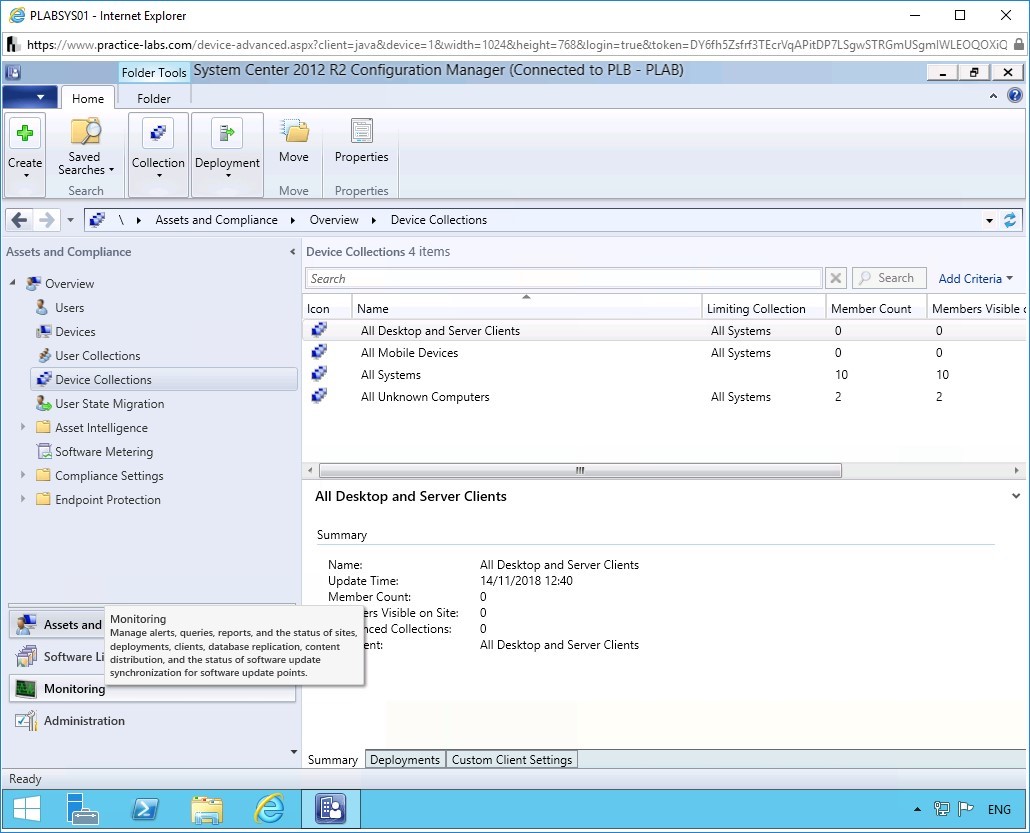 PLABSYS01 - Internet Explorer
https://www.practice-labs.com/device-advanced.aspx?client=java&device=1&width=1024&height=768&login=true&token=DY6fh5Zsfrf3TEcrVqAPitDP7LSgwSTRGmUSgmIWLEOQOXiQ
Folder Tools
System Center 2012 R2 Configuration Manager (Connected to PLB - PLAB)
Home
Folder
Create
Saved Searches
Search
Collection
Deployment
Move
Move
Properties
Properties
\ Assets and Compliance Overview Device Collections
Assets and Compliance
Overview
Users
Devices
User Collections
Device Collections
User State Migration
Asset Intelligence
Software Metering
Compliance Settings
Endpoint Protection
Device Collections 4 items
Search
Search
Add Criteria
Icon Name Limiting Collection Member Count Members Visible
All Desktop and Server Clients All Systems 0 0
All Mobile Devices All Systems 0 0
All Systems 10 10
All Unknown Computers All Systems 2 2
All Desktop and Server Clients
Summary
Name: All Desktop and Server Clients
Update Time: 14/11/2018 12:40
Member Count: 0
ers Visible on Site: 0
nced Collections: 0
ent: All Desktop and Server Clients
Assets and
Software Li
Monitoring
Administration
Monitoring
Manage alerts, queries, reports, and the status of sites,
deployments, clients, database replication, content
distribution, and the status of software update
synchronization for software update points.
Summary
Deployments
Custom Client Settings
Ready
ENG